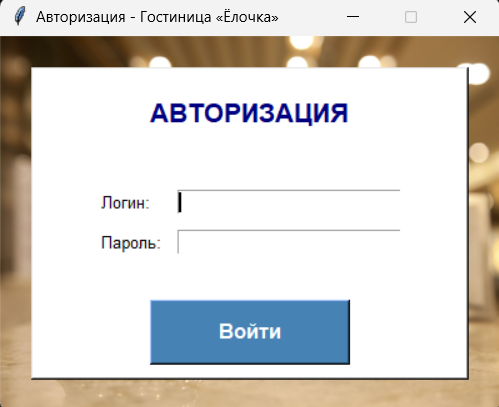 Авторизация - Гостиница «Ёлочка»
АВТОРИЗАЦИЯ
Логин:
Пароль:
Войти